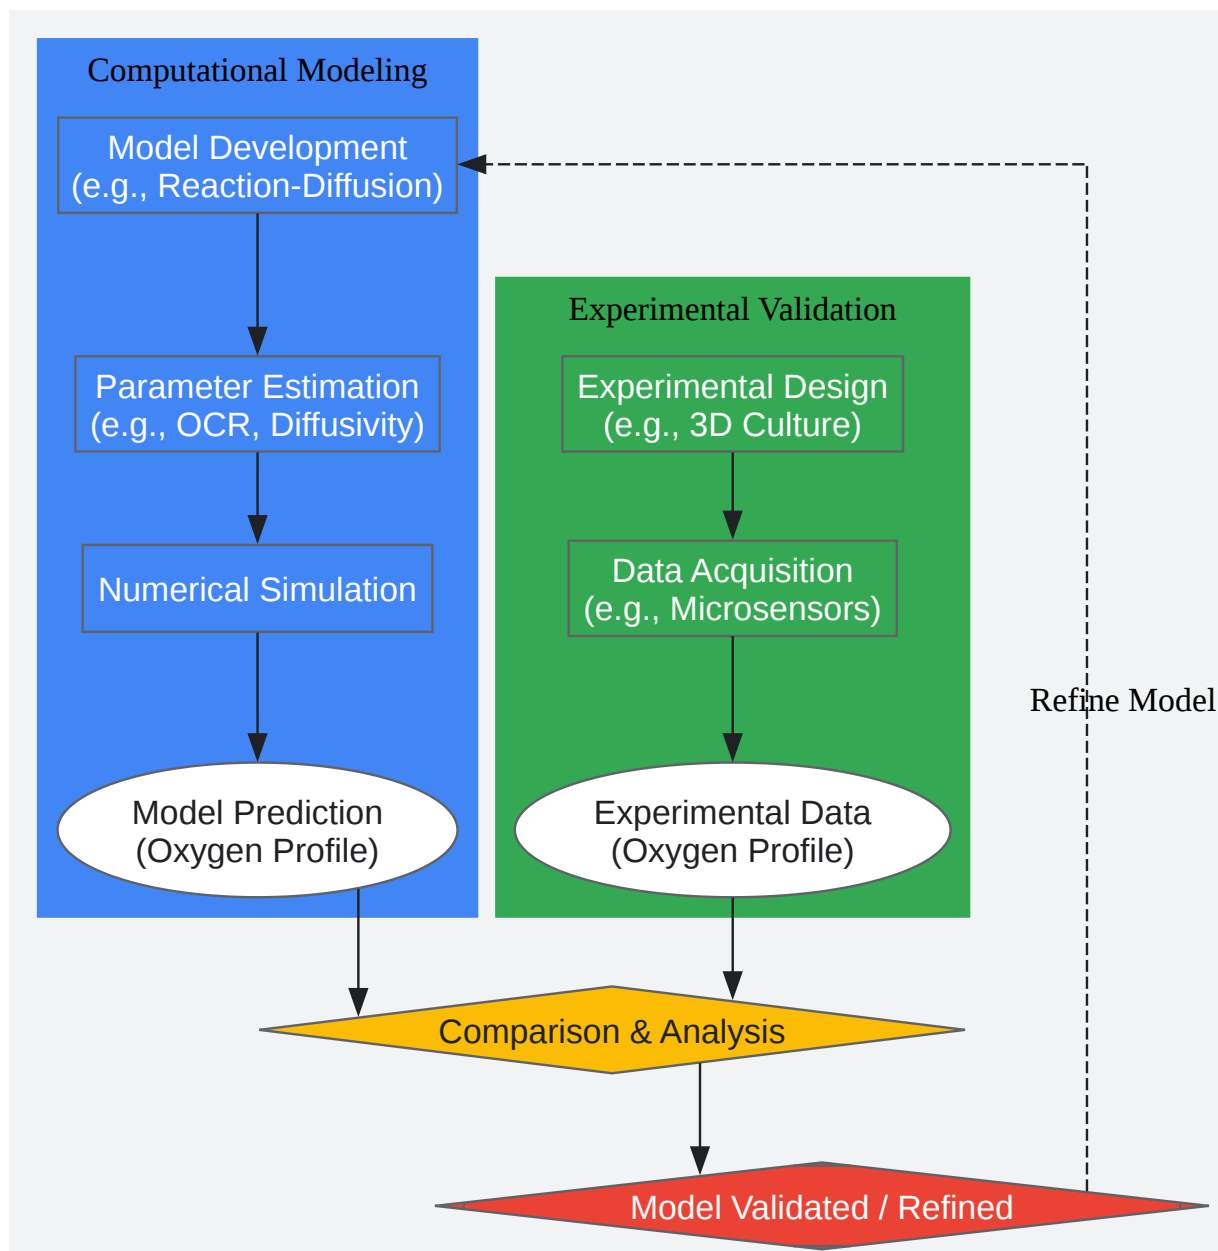 Computational Modeling
Model Development
(e.g., Reaction-Diffusion)
Parameter Estimation
(e.g., OCR, Diffusivity)
Numerical Simulation
Model Prediction
(Oxygen Profile)
Experimental Validation
Experimental Design
(e.g., 3D Culture)
Data Acquisition
(e.g., Microsensors)
Experimental Data
(Oxygen Profile)
Refine Model
Comparison & Analysis
Model Validated / Refined